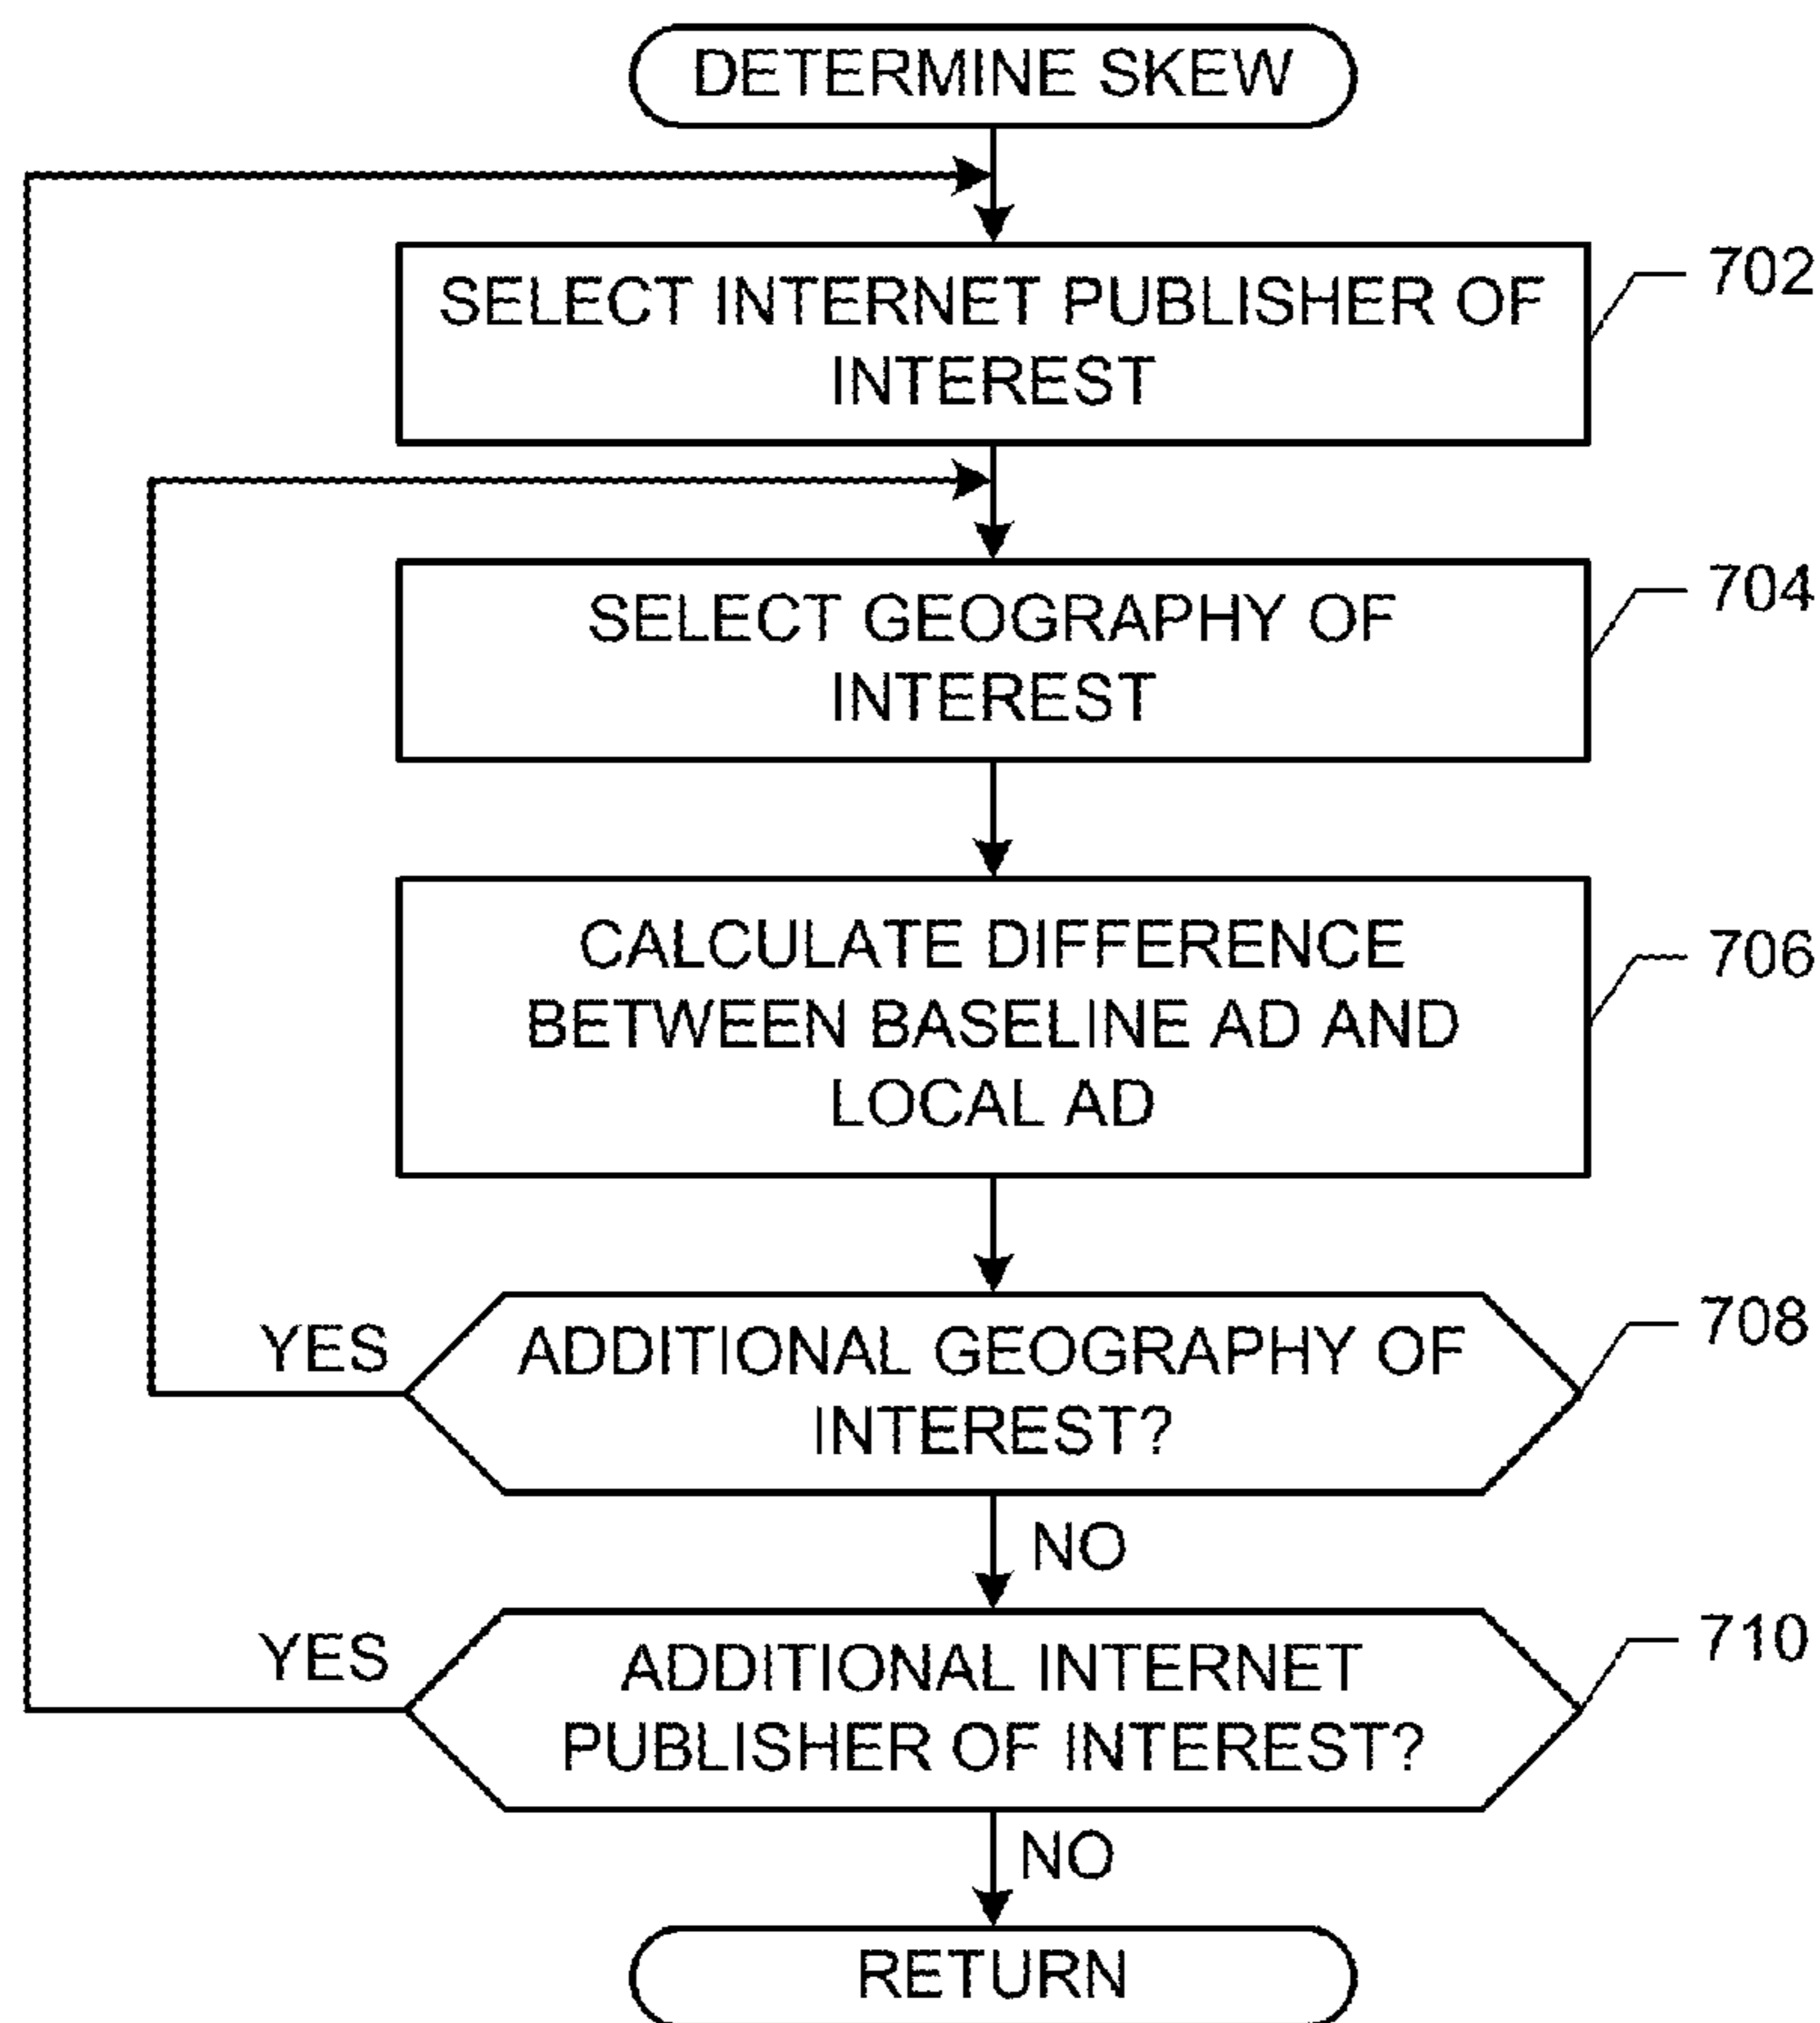 DETERMINE SKEW
SELECT INTERNET PUBLISHER OF
INTEREST
702
SELECT GEOGRAPHY OF
INTEREST
704
CALCULATE DIFFERENCE
BETWEEN BASELINE AD AND
LOCAL AD
706
YES
ADDITIONAL GEOGRAPHY OF
INTEREST?
708
NO
YES
ADDITIONAL INTERNET
PUBLISHER OF INTEREST?
710
NO
RETURN